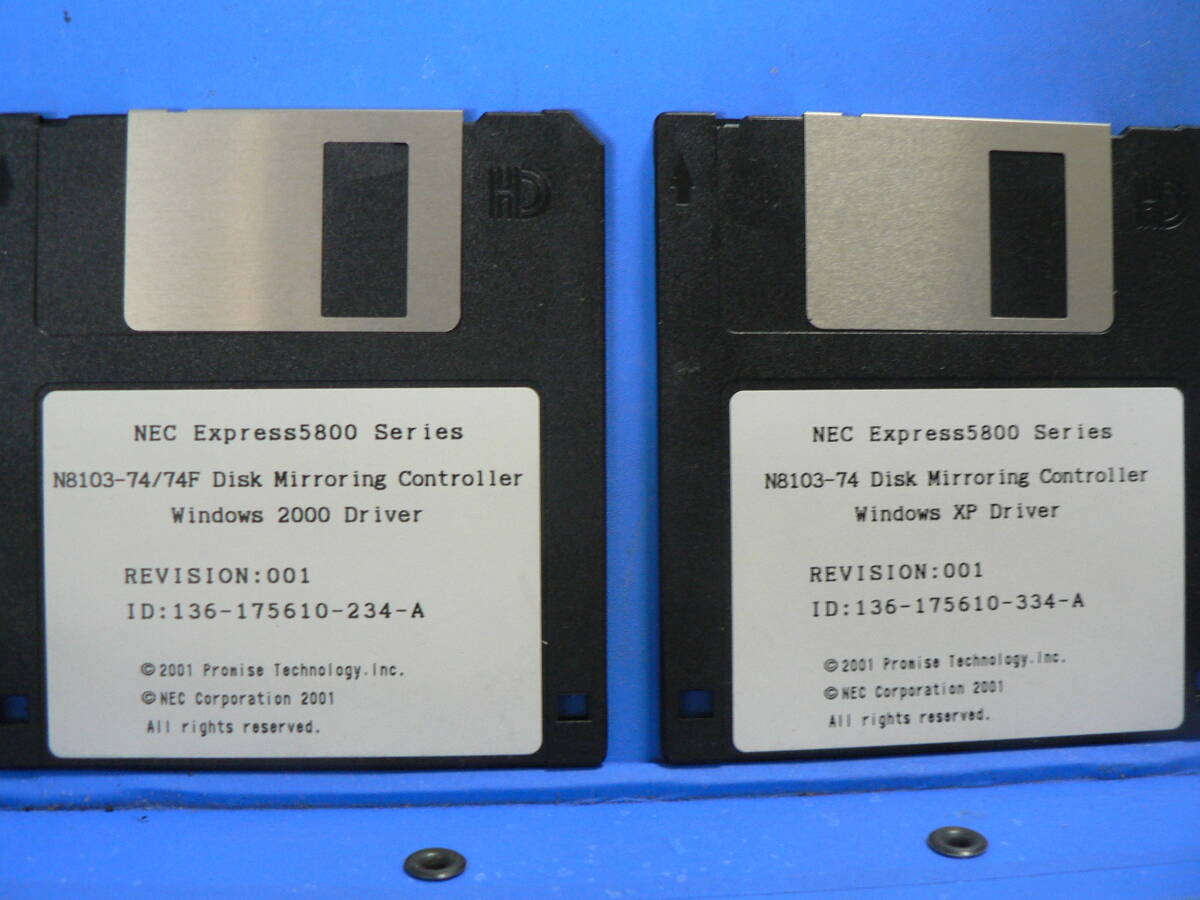 HD
NEC Express5800 Series
N8103-74/74F Disk Mirroring Controller
Windows 2000 Driver
REVISION:001
ID:136-175610-234-A
©2001 Promise Technology.Inc.
©NEC Corporation 2001
All rights reserved.
HD
NEC Express5800 Series
N8103-74 Disk Mirroring Controller
Windows XP Driver
REVISION:001
ID:136-175610-334-A
©2001 Promise Technology.Inc.
©NEC Corporation 2001
All rights reserved.